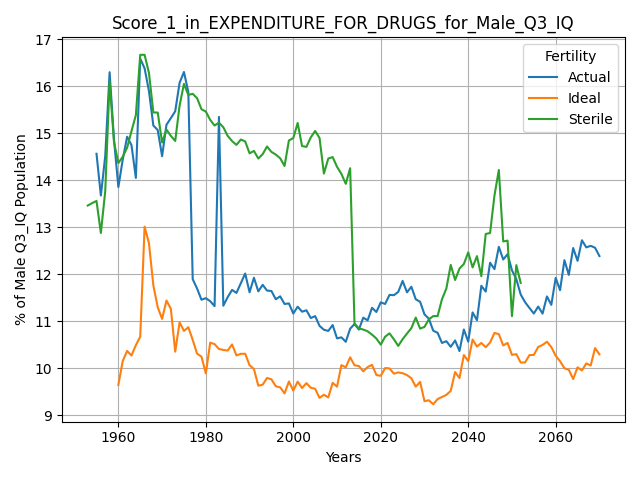 Score_1_in_EXPENDITURE_FOR_DRUGS_for_Male_Q3_IQ
% of Male Q3_IQ Population
17
16
15
14
13
12
11
10
9
Fertility
Actual
Ideal
Sterile
1960 1980 2000 2020 2040 2060
Years